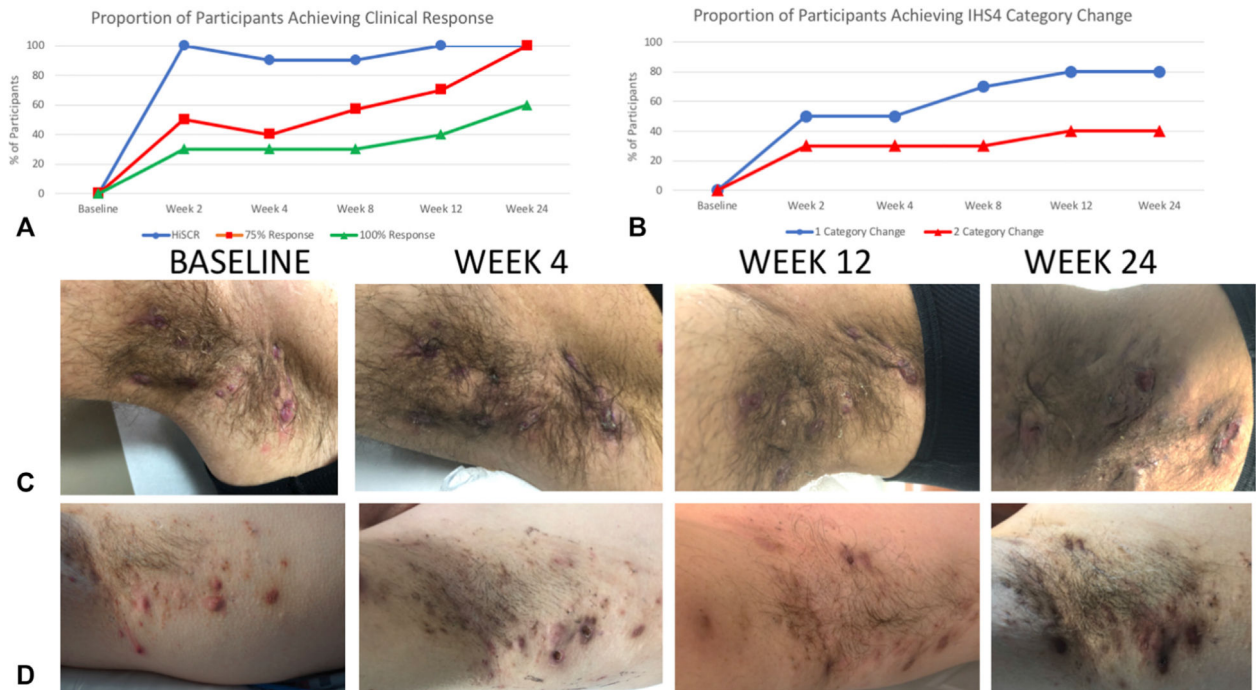 Proportion of Participants Achieving Clinical Response
% of Participants
100
80
60
40
20
0
Baseline Week 2 Week 4 Week 8 Week 12 Week 24
HiSCR 75% Response 100% Response
A
Proportion of Participants Achieving IHS4 Category Change
% of Participants
100
80
60
40
20
0
Baseline Week 2 Week 4 Week 8 Week 12 Week 24
1 Category Change 2 Category Change
B
BASELINE WEEK 4 WEEK 12 WEEK 24
C
D